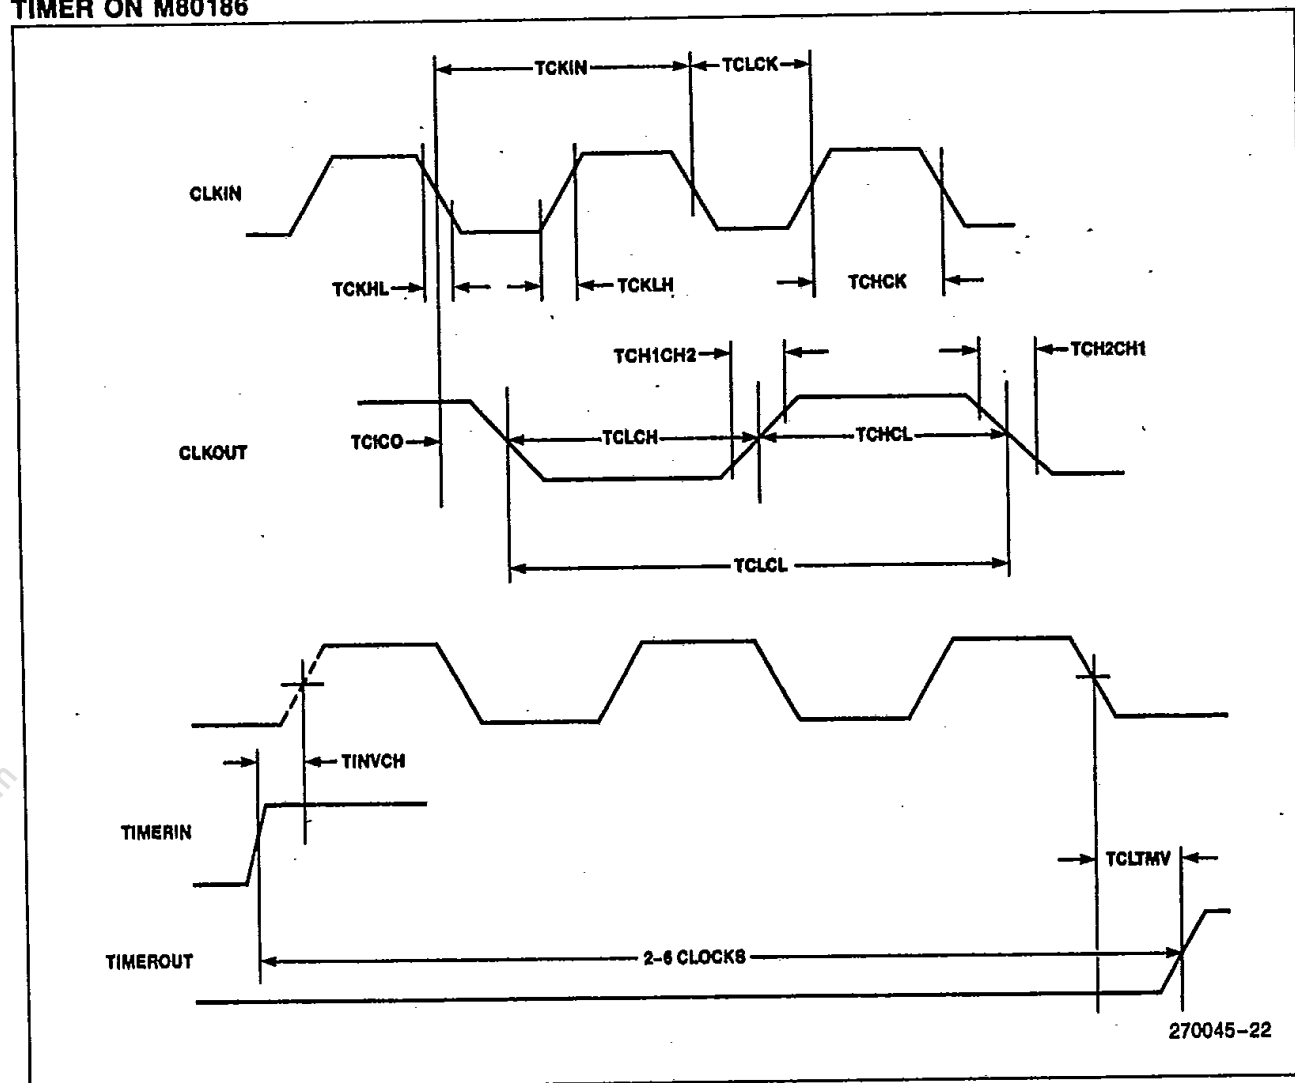 TIMER ON M80186
TCKIN TCLCK
CLKIN
TCKHL TCKLH TCHCK
TCH1CH2 TCH2CH1
TCICO TCLCH TCHCL
CLKOUT
TCLCL
TINVCH
TIMERIN
TCLTMV
TIMEROUT 2–6 CLOCKS
270045–22